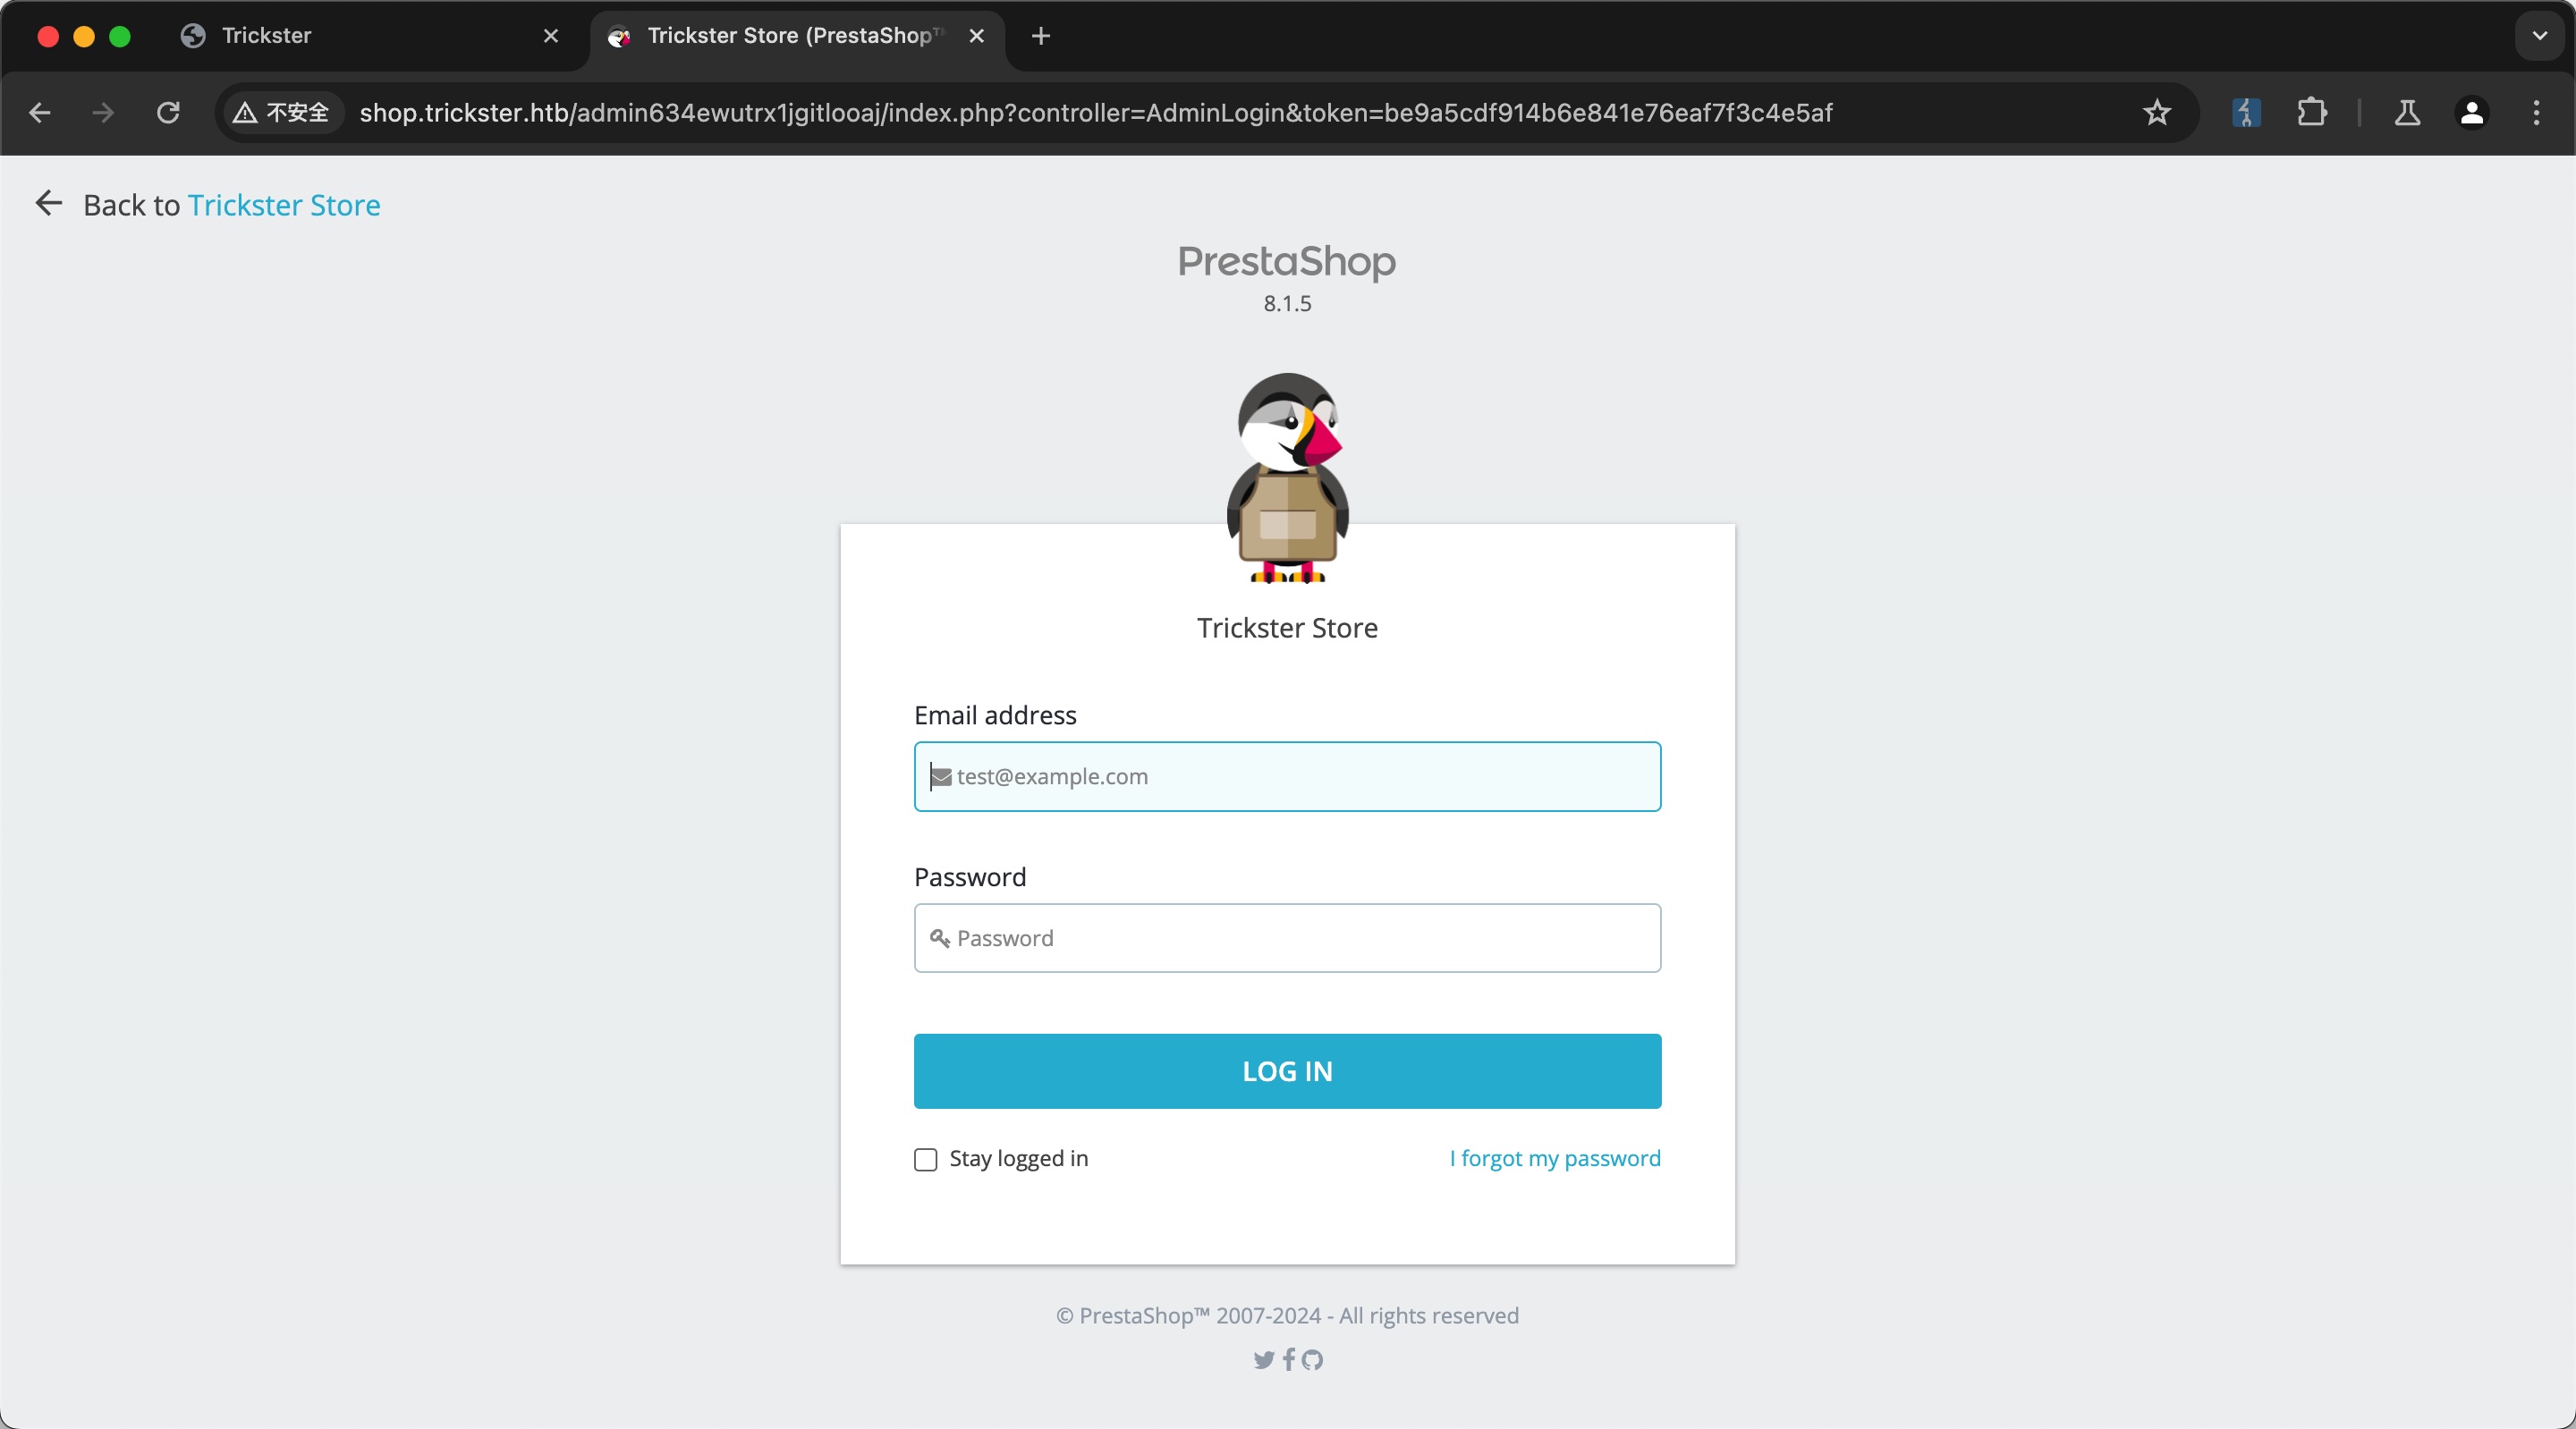 Trickster
Trickster Store (PrestaShop™
不安全
shop.trickster.htb/admin634ewutrx1jgitlooaj/index.php?controller=AdminLogin&token=be9a5cdf914b6e841e76eaf7f3c4e5af
Back to Trickster Store
PrestaShop
8.1.5
Trickster Store
Email address
test@example.com
Password
Password
LOG IN
Stay logged in
I forgot my password
© PrestaShop™ 2007-2024 - All rights reserved